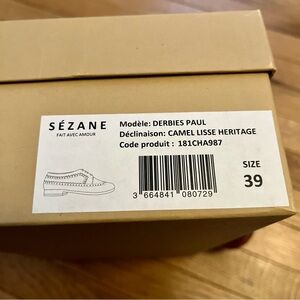 SÉZANE
FAIT AVEC AMOUR
Modèle: DERBIES PAUL
Déclinaison: CAMEL LISSE HERITAGE
Code produit : 181CHA987
SIZE
39
3 664841 080729